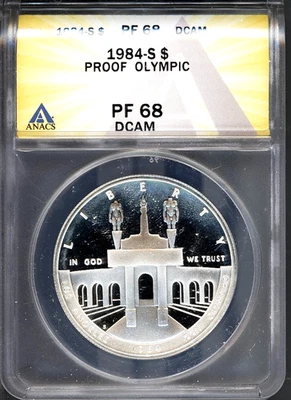 1984-S $ PF 68 DCAM
1984-S $
PROOF OLYMPIC
ANACS
PF 68
DCAM
LIBERTY
IN GOD WE TRUST
S